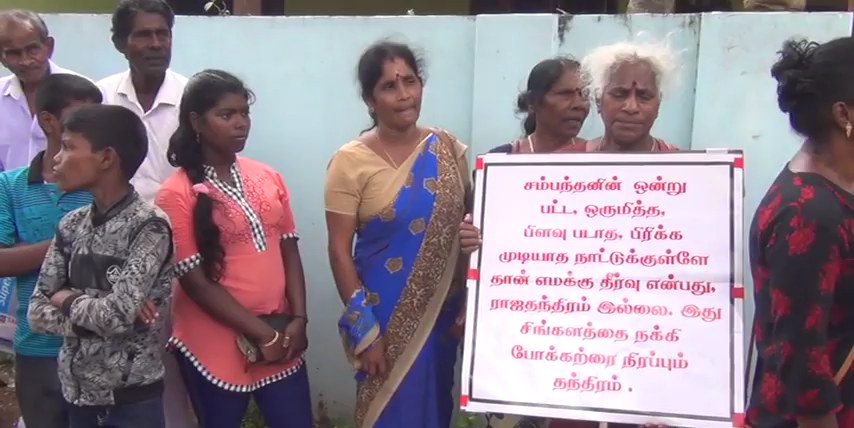 சம்பந்தனின் ஒன்று
பட்ட, ஒருமித்த,
பிளவு படாத, பிரிக்க
முடியாத நாட்டுக்குள்ளே
தான் எமக்கு தீர்வு என்பது,
ராஜதந்திரம் இல்லை. இது
சிங்களத்தை நக்கி
போக்கற்றை நிரப்பும்
தந்திரம் .